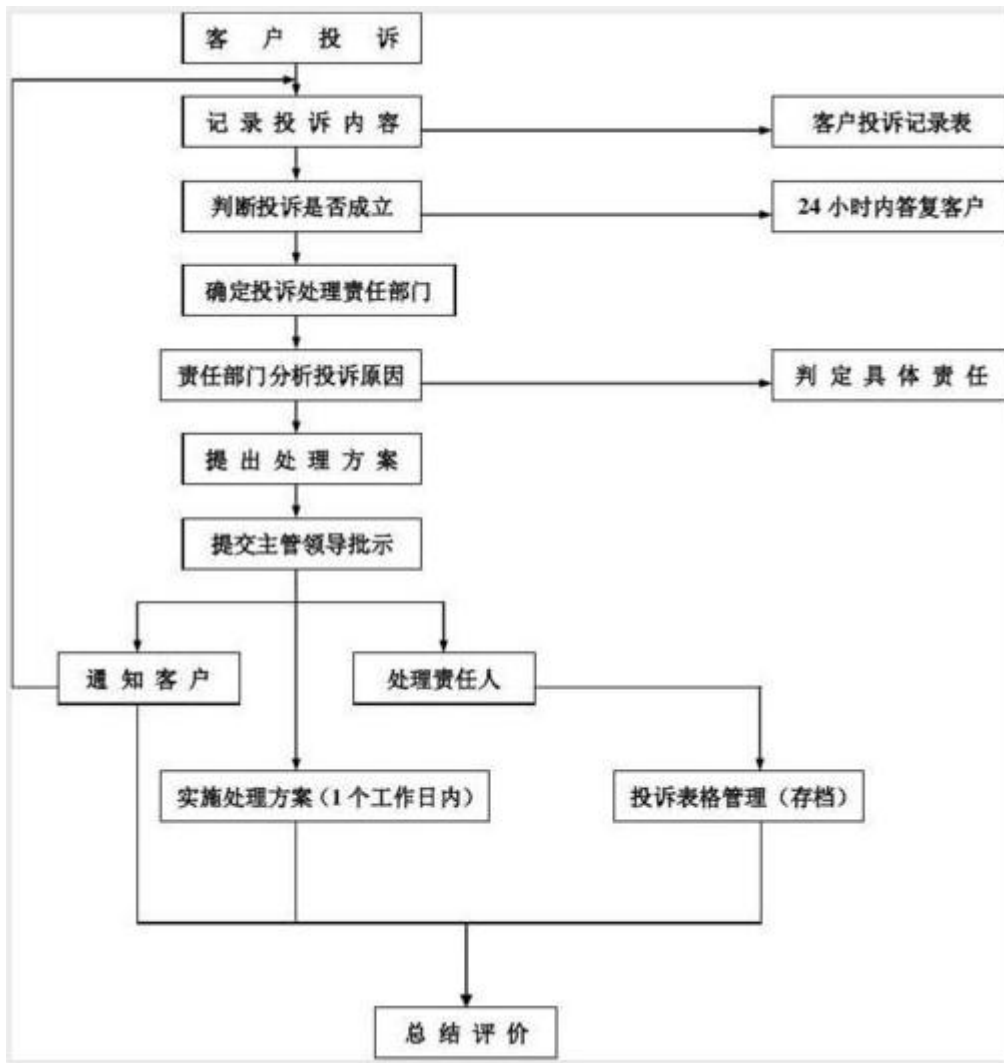 客户投诉
记录投诉内容
客户投诉记录表
判断投诉是否成立
24 小时内答复客户
确定投诉处理责任部门
责任部门分析投诉原因
判定具体责任
提出处理方案
提交主管领导批示
通知客户
处理责任人
实施处理方案（1 个工作日内）
投诉表格管理（存档）
总结评价